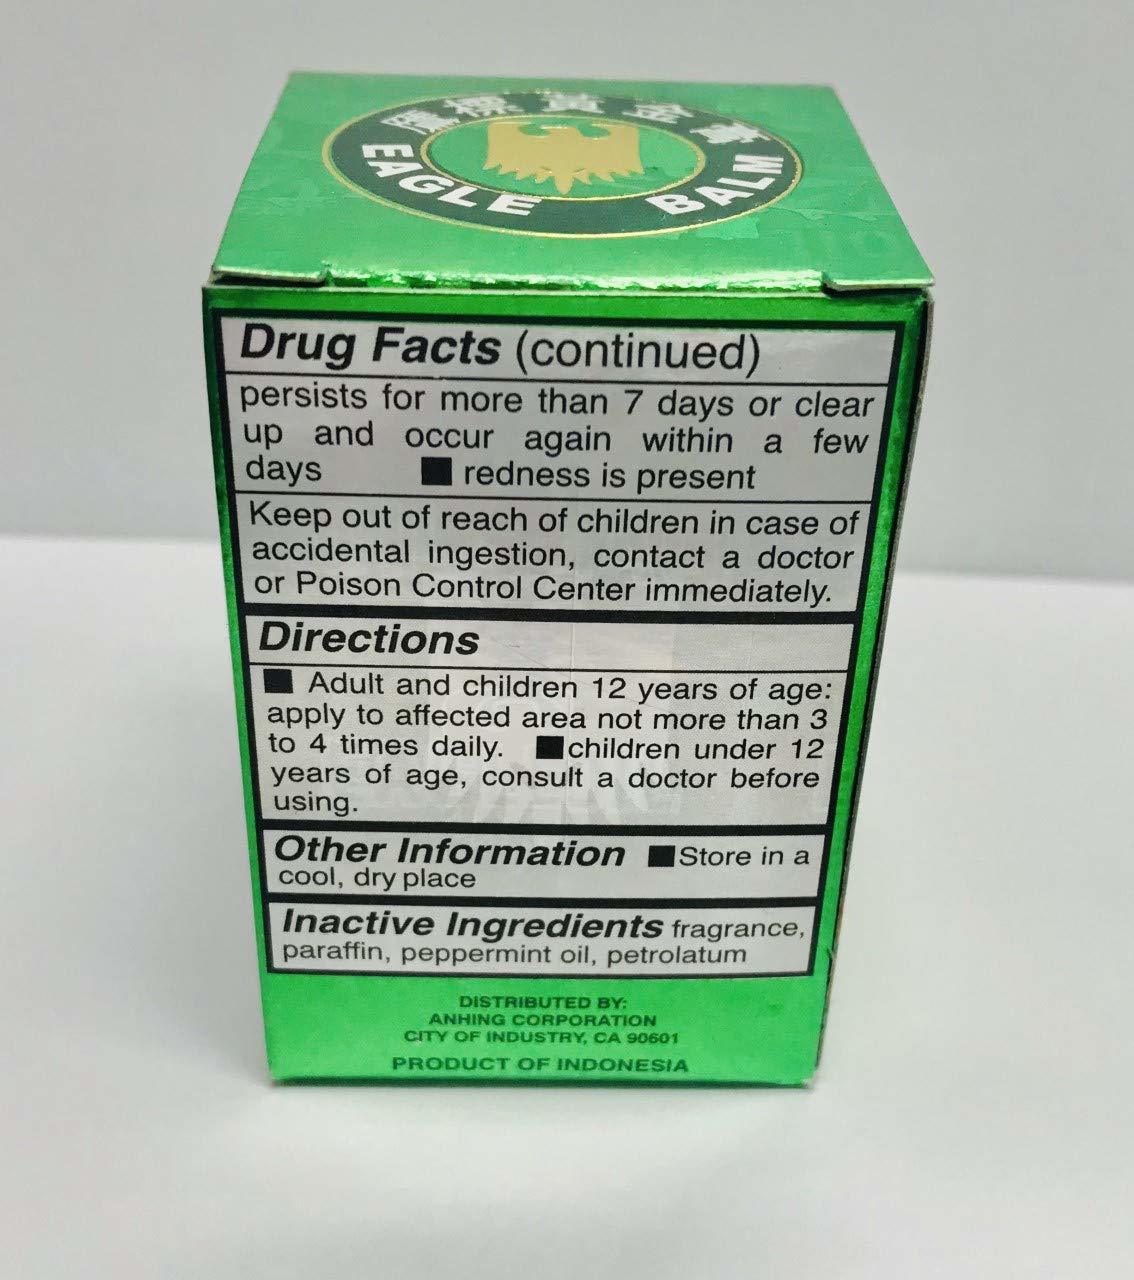 鷹標黃金膏
EAGLE BALM
Drug Facts (continued)
persists for more than 7 days or clear
up and occur again within a few
days ■ redness is present
Keep out of reach of children in case of
accidental ingestion, contact a doctor
or Poison Control Center immediately.
Directions
■ Adult and children 12 years of age:
apply to affected area not more than 3
to 4 times daily. ■children under 12
years of age, consult a doctor before
using.
Other Information ■Store in a
cool, dry place
Inactive Ingredients fragrance,
paraffin, peppermint oil, petrolatum
DISTRIBUTED BY:
ANHING CORPORATION
CITY OF INDUSTRY, CA 90601
PRODUCT OF INDONESIA